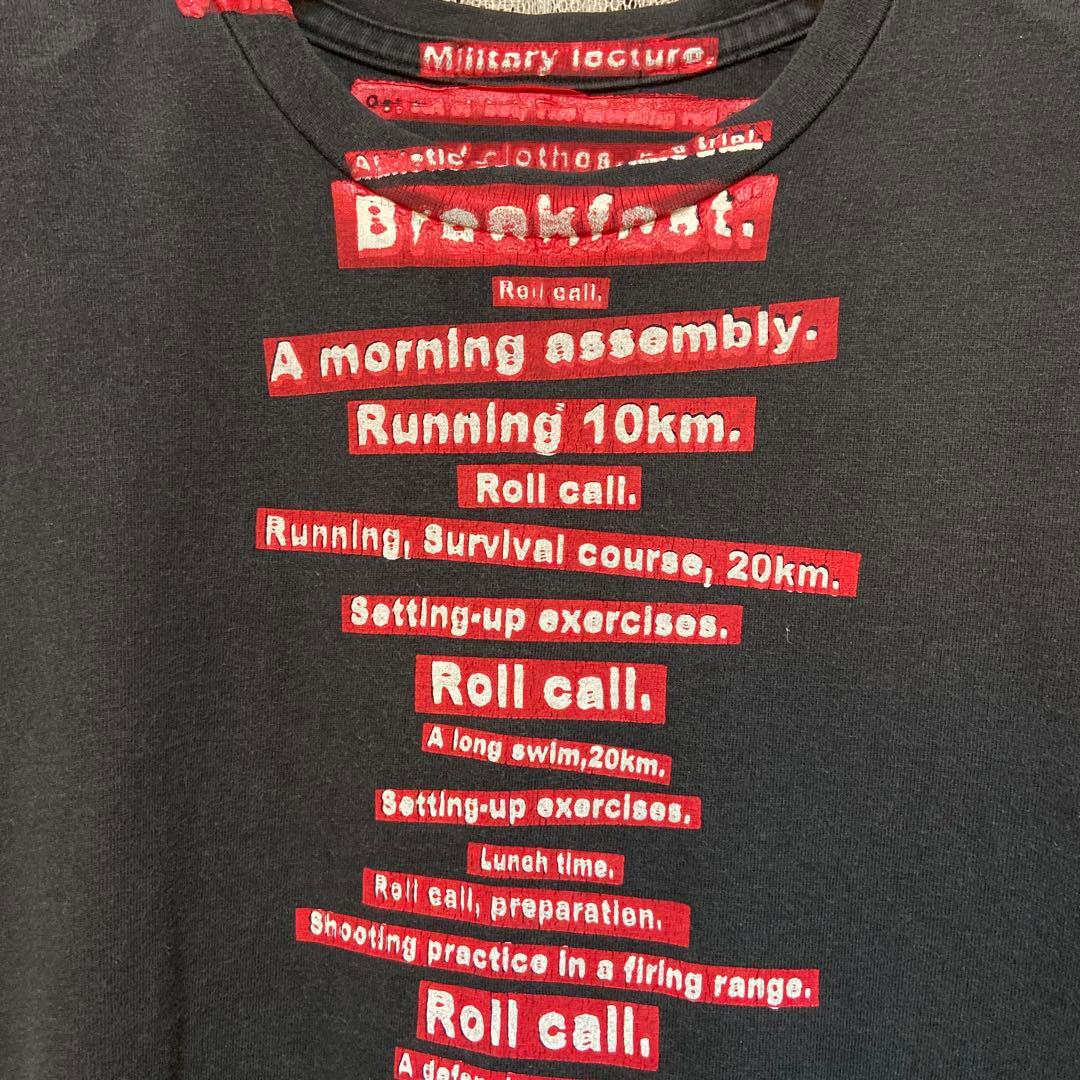 Military lecture.
clothes. trial.
Breakfast.
Roll call.
A morning assembly.
Running 10km.
Roll call.
Running, Survival course, 20km.
Setting-up exercises.
Roll call.
A long swim,20km.
Setting-up exercises.
Lunch time.
Roll call, preparation.
Shooting practice in a firing range.
Roll call.
A